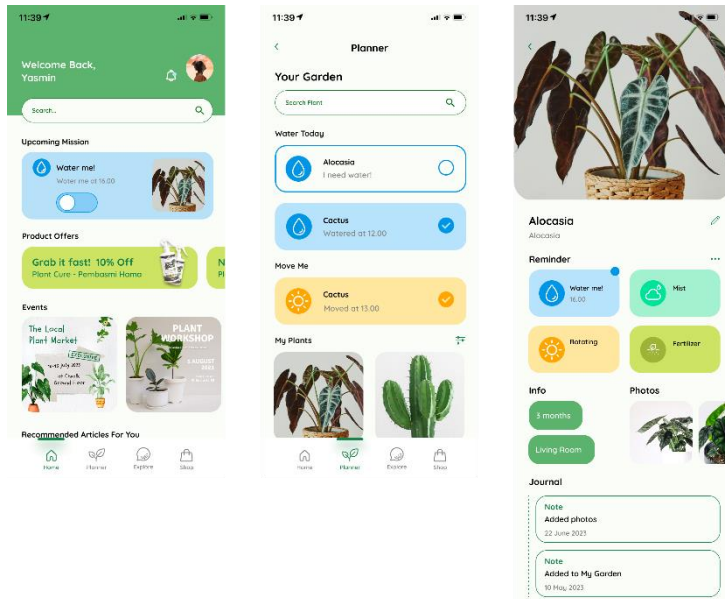 11:39
Welcome Back,
Yasmin
Search...
Upcoming Mission
Water me!
Water me at 16.00
Product Offers
Grab it fast! 10% Off
Plant Cure - Pembasmi Hama
N
Pl
Events
The Local
Plant Market
PLANT
WORKSHOP
Recommended Articles For You
Home
Planner
Explore
Shop
11:39
Planner
Your Garden
Search Plant
Water Today
Alocasia
I need water!
Cactus
Watered at 12.00
Move Me
Cactus
Moved at 13.00
My Plants
Home
Planner
Explore
Shop
11:39
Alocasia
Alocasia
Reminder
Water me!
16.00
Mist
Rotating
Fertilizer
Info
Photos
3 months
Living Room
Journal
Note
Added photos
22 June 2023
Note
Added to My Garden
10 May 2023